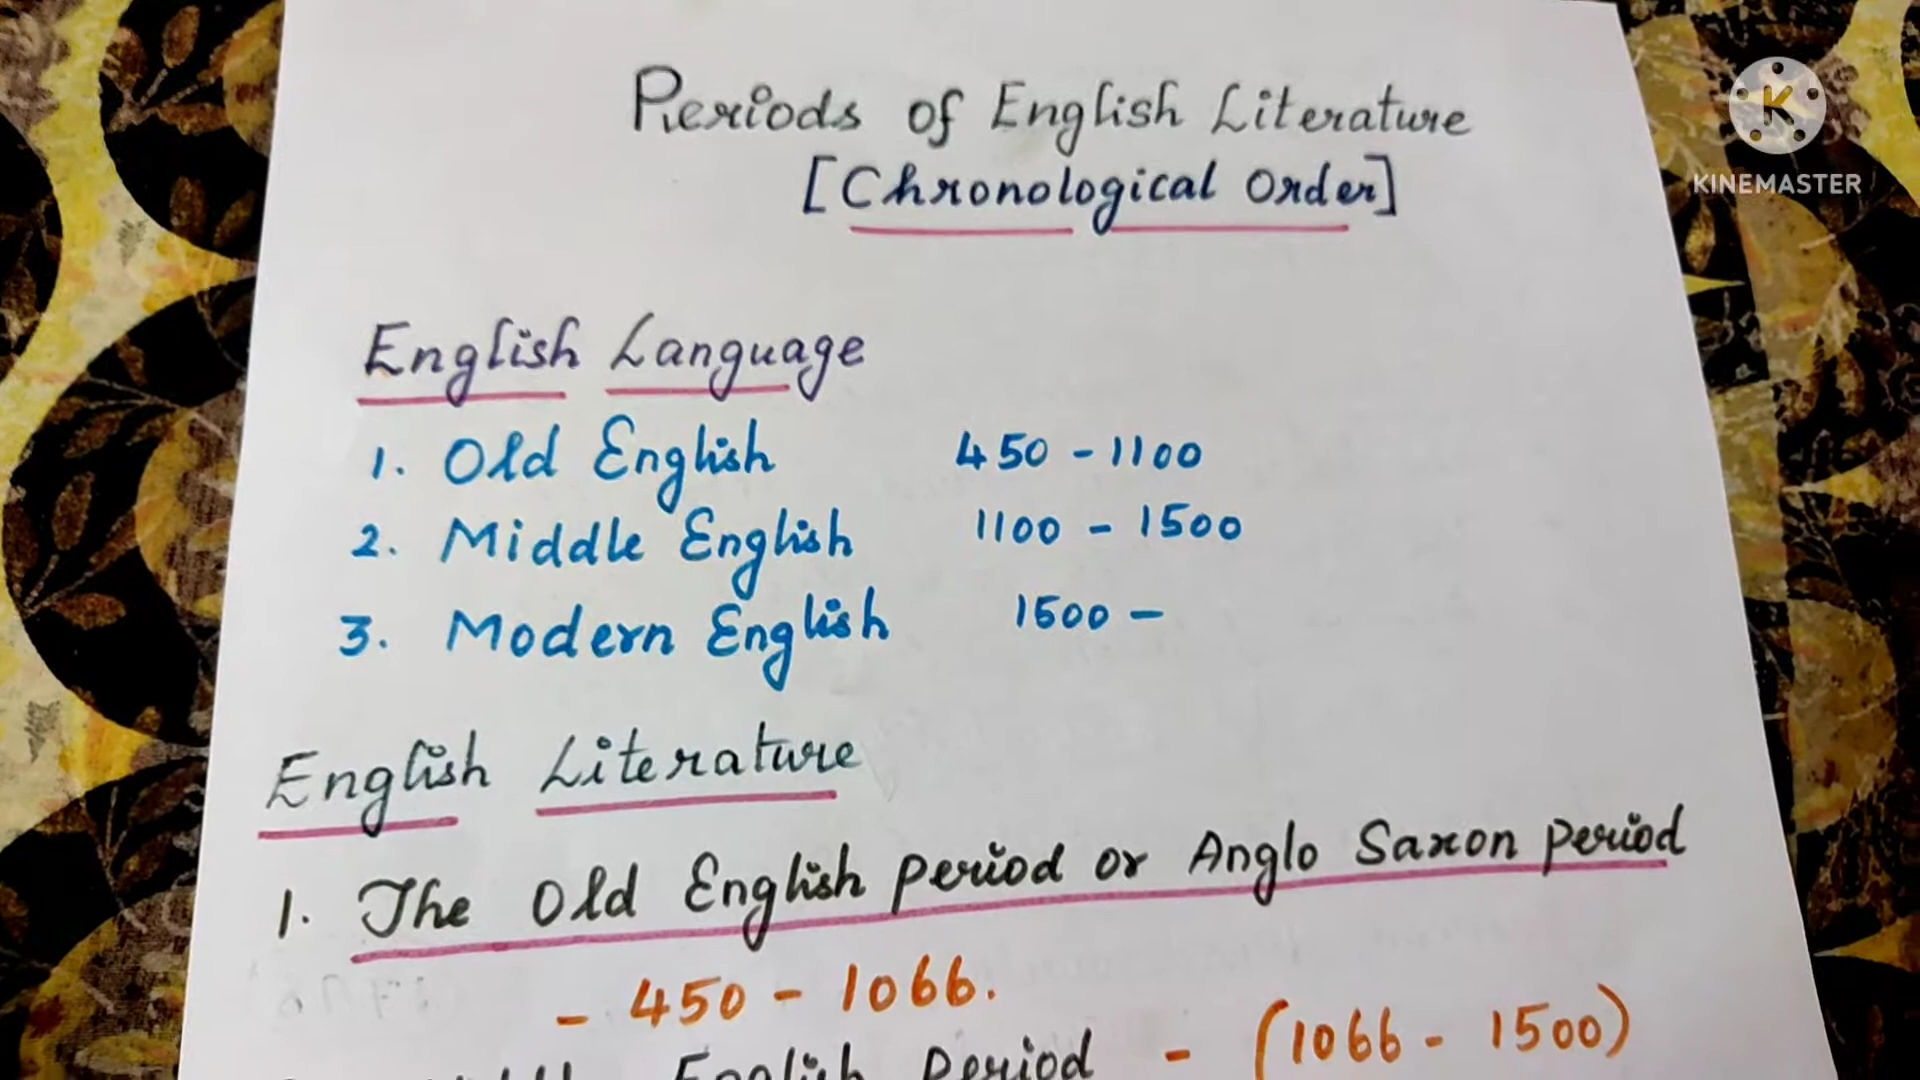 Periods of English Literature
[Chronological Order]
KINEMASTER
English Language
1. Old English 450 - 1100
2. Middle English 1100 - 1500
3. Modern English 1500 -
English Literature
1. The Old English period or Anglo Saxon period
- 450 - 1066.
English Period - (1066 - 1500)